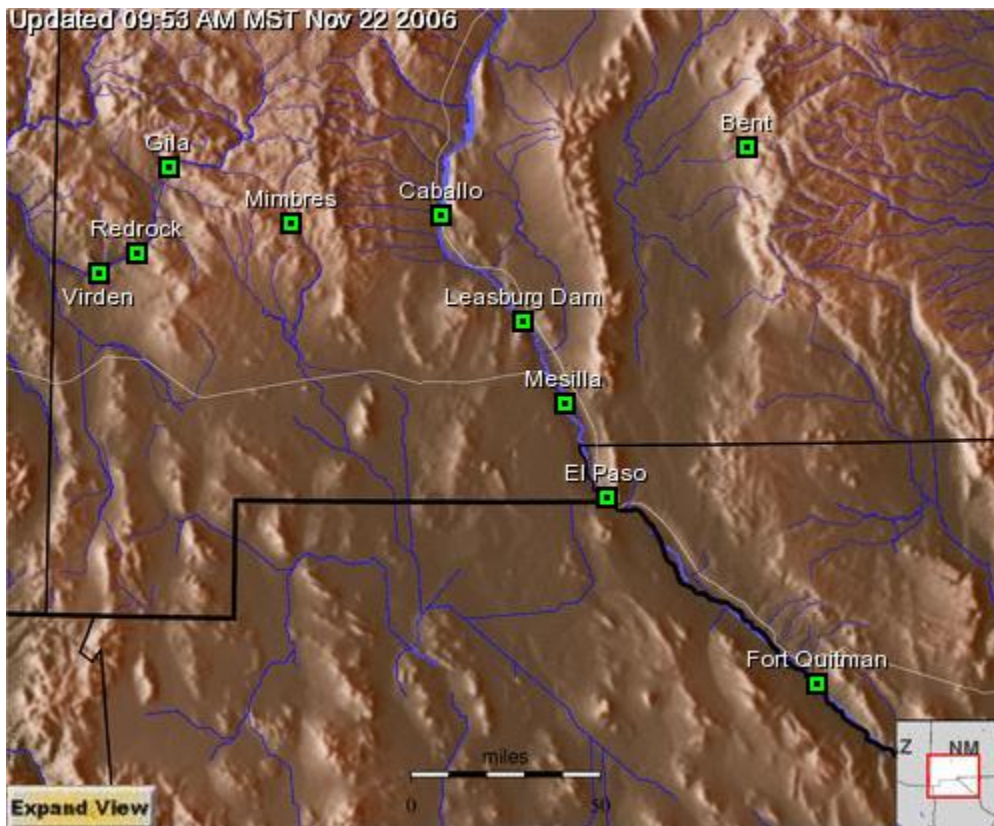 Updated 09:53 AM MST Nov 22 2006
Bent
Gila
Mimbres
Caballo
Redrock
Virden
Leasburg Dam
Mesilla
El Paso
Fort Quitman
miles
0 50
Z NM
Expand View